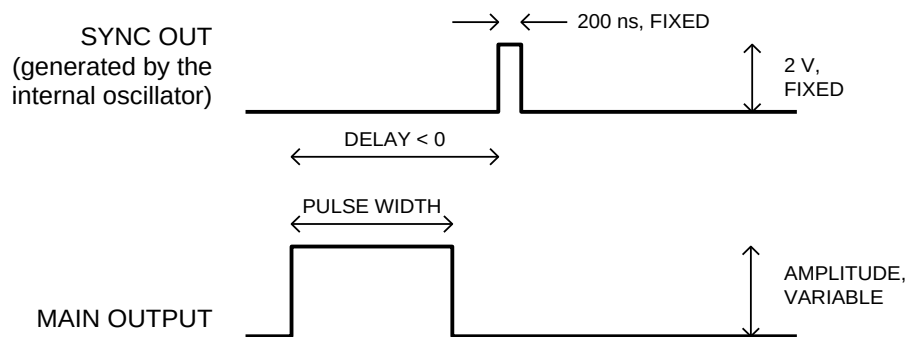 200 ns, FIXED
SYNC OUT
(generated by the
internal oscillator)
2 V,
FIXED
DELAY < 0
PULSE WIDTH
AMPLITUDE,
VARIABLE
MAIN OUTPUT